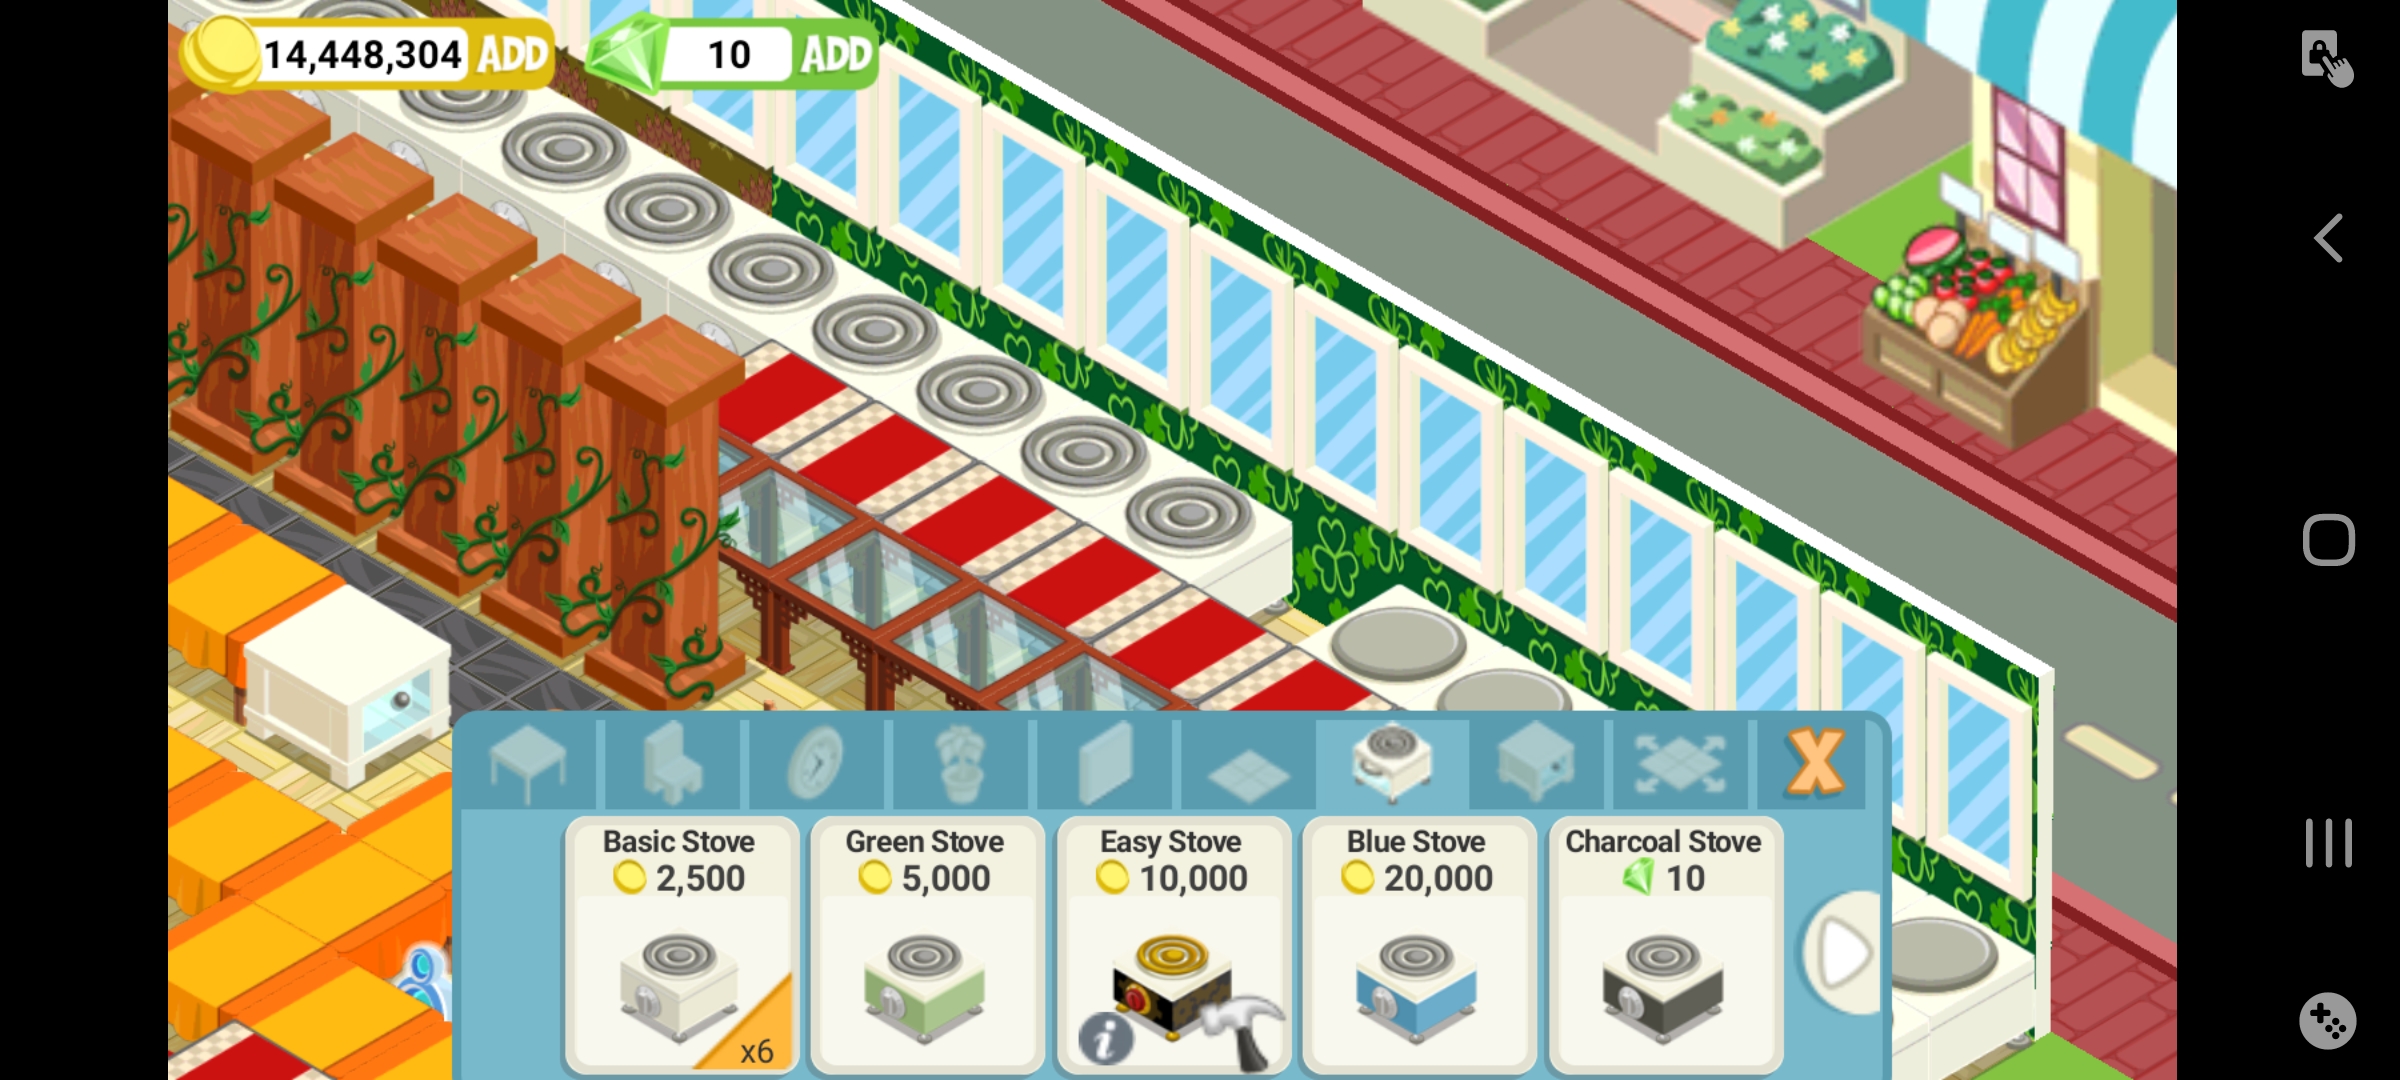 14,448,304 ADD 10 ADD
Basic Stove Green Stove Easy Stove Blue Stove Charcoal Stove
2,500 5,000 10,000 20,000 10
i
x6
X